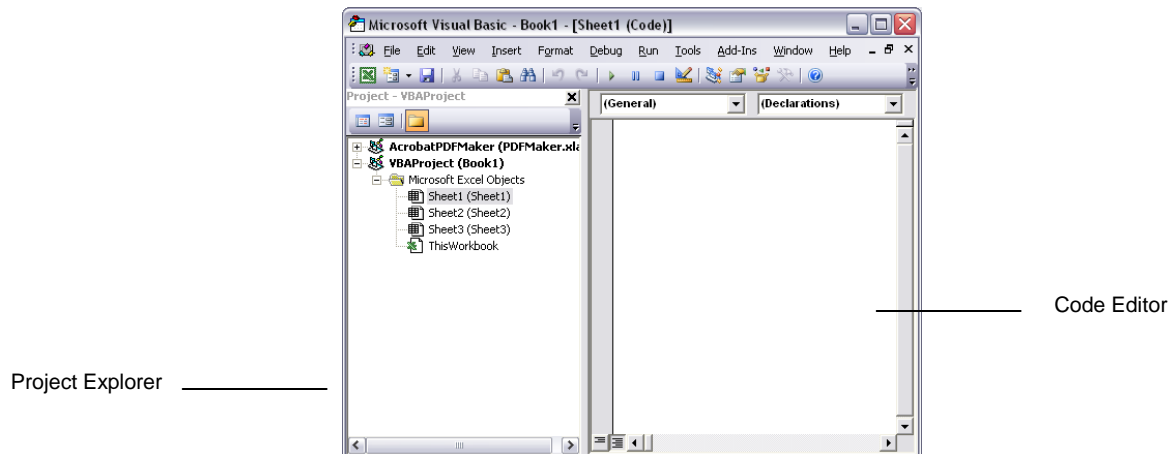 Microsoft Visual Basic - Book1 - [Sheet1 (Code)]
File Edit View Insert Format Debug Run Tools Add-Ins Window Help
Project - VBAProject
(General) (Declarations)
AcrobatPDFMaker (PDFMaker.xla
VBAProject (Book1)
Microsoft Excel Objects
Sheet1 (Sheet1)
Sheet2 (Sheet2)
Sheet3 (Sheet3)
ThisWorkbook
Code Editor
Project Explorer